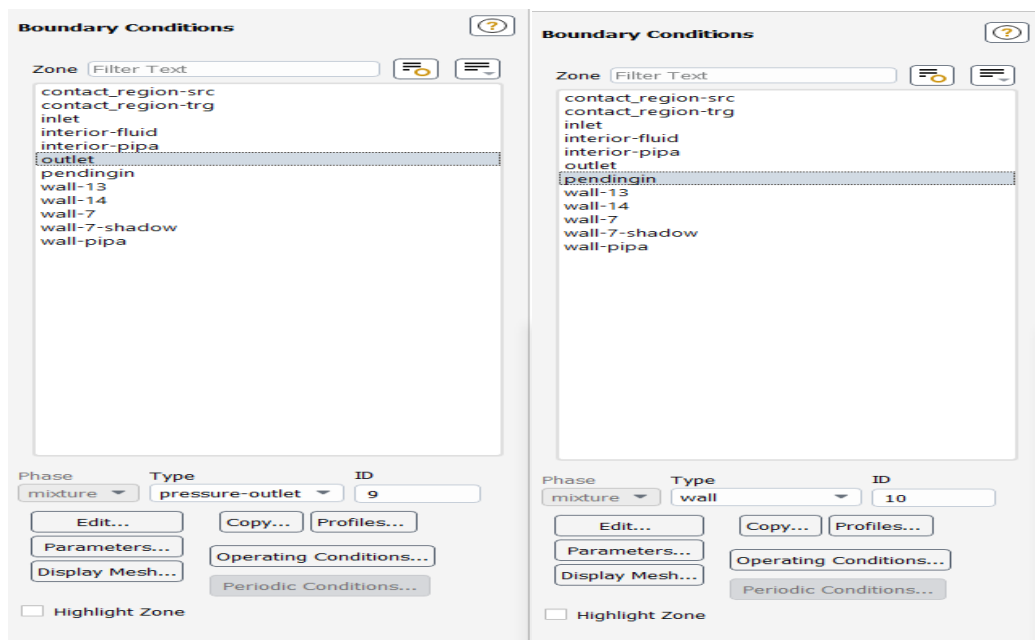 Boundary Conditions
?
Zone Filter Text
contact_region-src
contact_region-trg
inlet
interior-fluid
interior-pipa
outlet
pendingin
wall-13
wall-14
wall-7
wall-7-shadow
wall-pipa
Phase Type ID
mixture pressure-outlet 9
Edit... Copy... Profiles...
Parameters... Operating Conditions...
Display Mesh... Periodic Conditions...
Highlight Zone
Boundary Conditions
?
Zone Filter Text
contact_region-src
contact_region-trg
inlet
interior-fluid
interior-pipa
outlet
pendingin
wall-13
wall-14
wall-7
wall-7-shadow
wall-pipa
Phase Type ID
mixture wall 10
Edit... Copy... Profiles...
Parameters... Operating Conditions...
Display Mesh... Periodic Conditions...
Highlight Zone